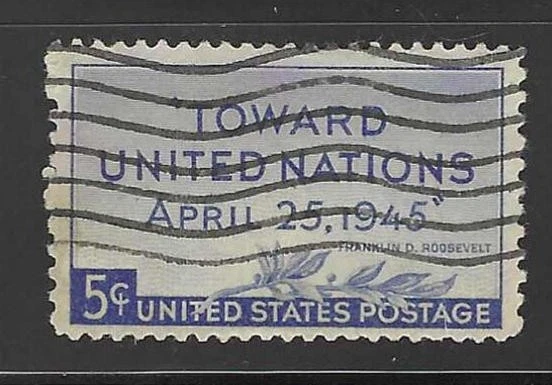 TOWARD
UNITED NATIONS
APRIL 25, 1945"
FRANKLIN D. ROOSEVELT
5¢ UNITED STATES POSTAGE